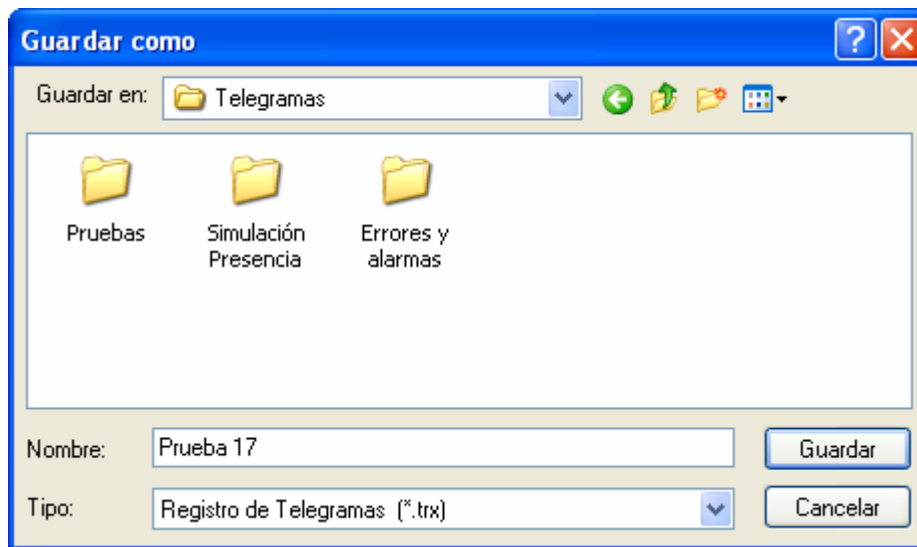 Guardar como
Guardar en: Telegramas
Pruebas
Simulación
Presencia
Errores y
alarmas
Nombre: Prueba 17 Guardar
Tipo: Registro de Telegramas (*.trx) Cancelar